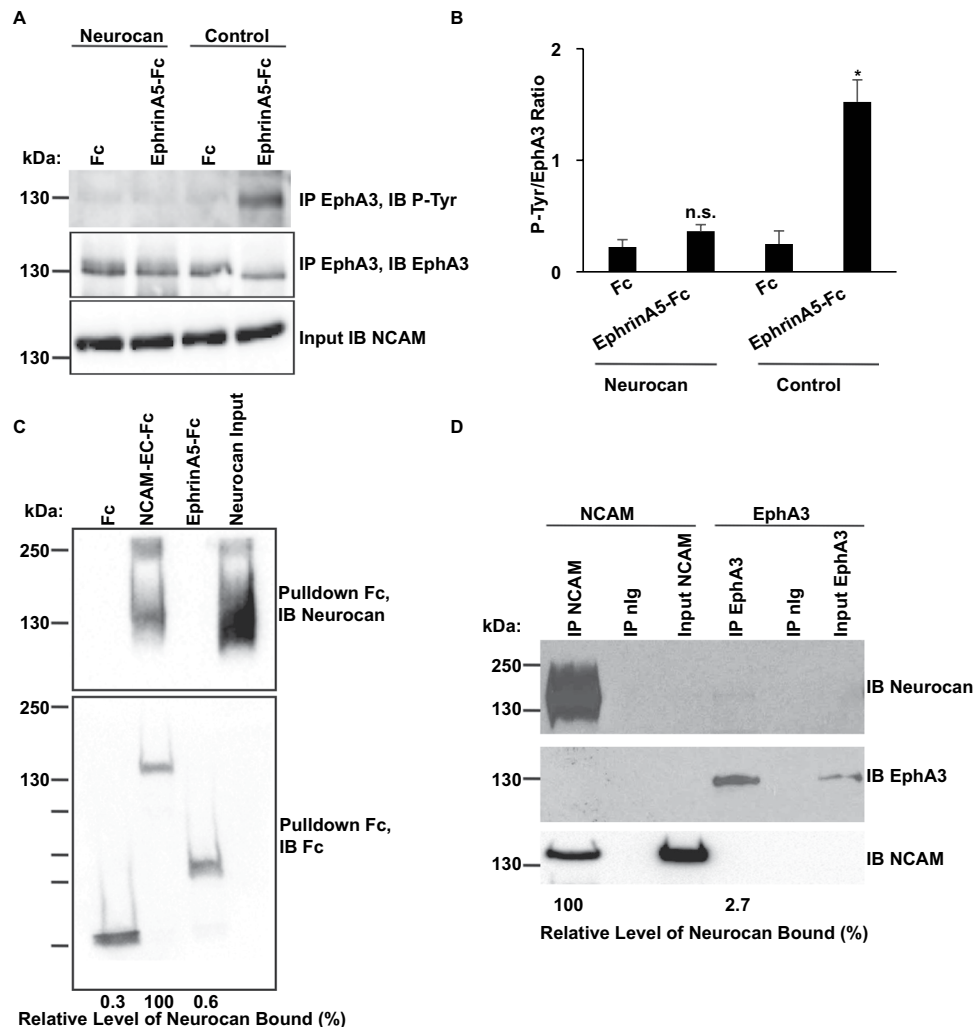 A
Neurocan Control
Fc
EphrinA5-Fc
Fc
EphrinA5-Fc
kDa:
130
IP EphA3, IB P-Tyr
130
IP EphA3, IB EphA3
130
Input IB NCAM
B
P-Tyr/EphA3 Ratio
2
1
0
n.s.
*
Fc
EphrinA5-Fc
Fc
EphrinA5-Fc
Neurocan Control
C
Fc
NCAM-EC-Fc
EphrinA5-Fc
Neurocan Input
kDa:
250
130
Pulldown Fc,
IB Neurocan
250
130
Pulldown Fc,
IB Fc
0.3 100 0.6
Relative Level of Neurocan Bound (%)
D
NCAM EphA3
IP NCAM
IP nIg
Input NCAM
IP EphA3
IP nIg
Input EphA3
kDa:
250
130
IB Neurocan
130
IB EphA3
130
IB NCAM
100 2.7
Relative Level of Neurocan Bound (%)